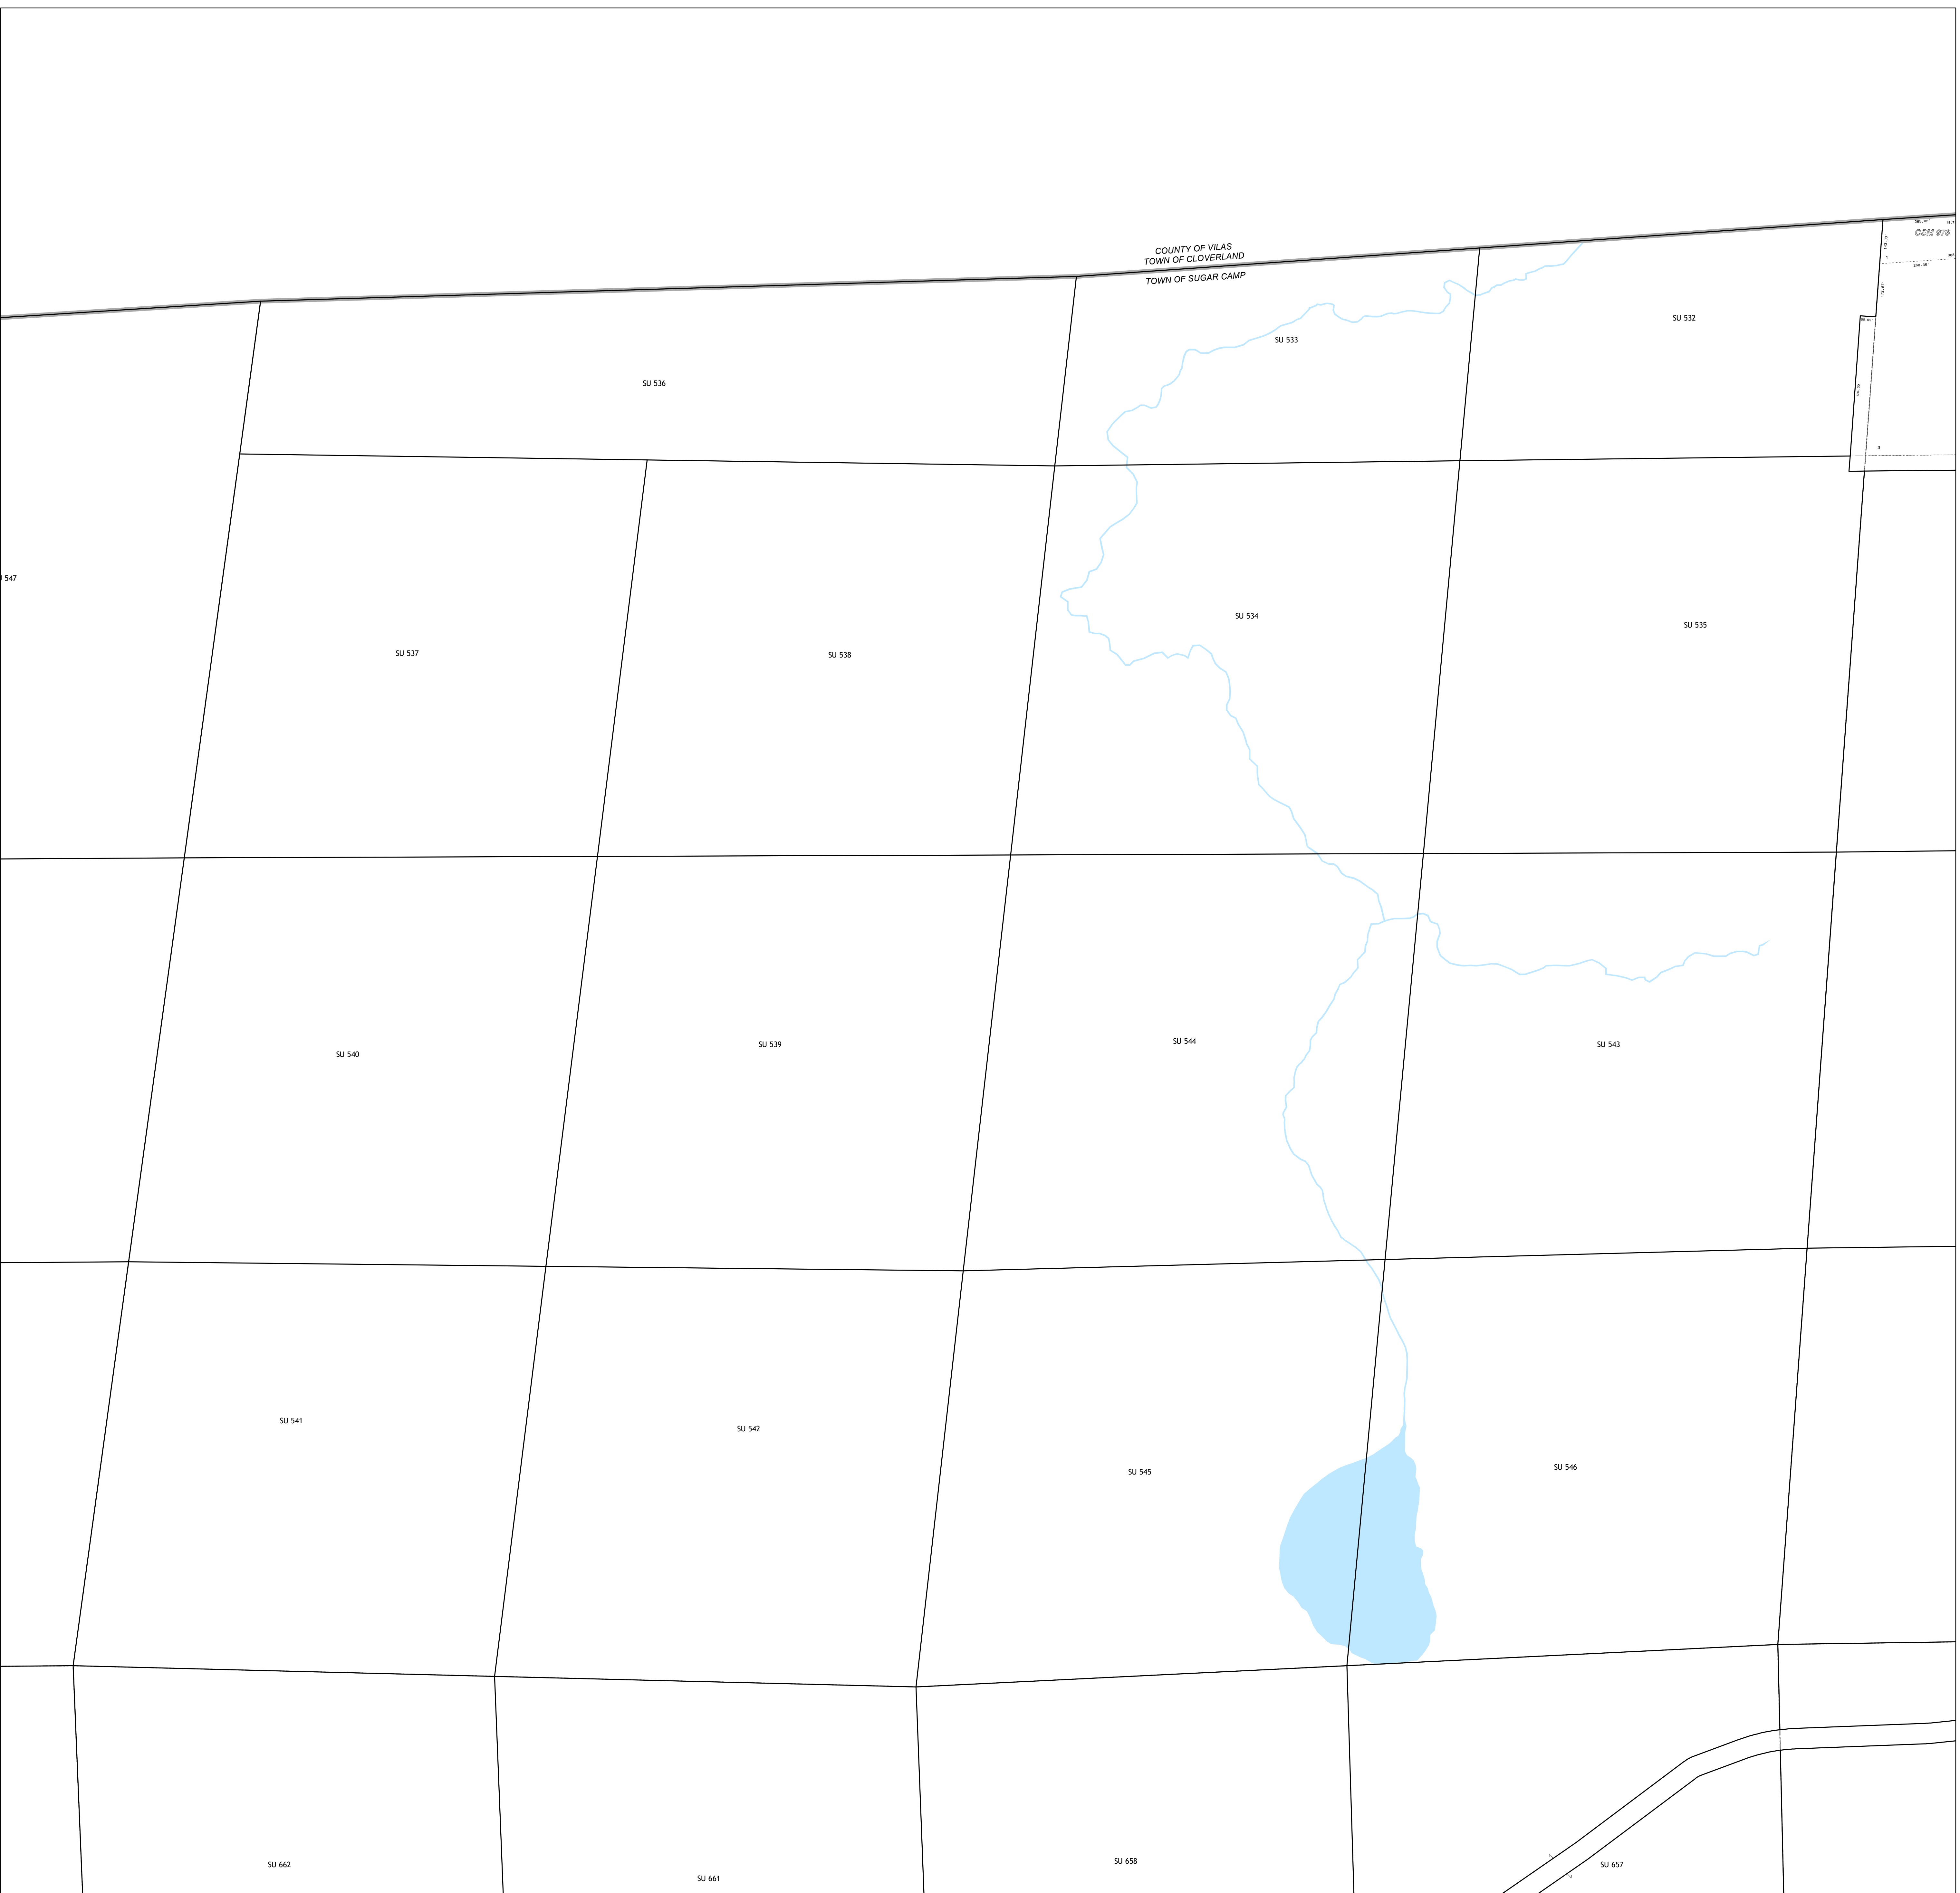 COUNTY OF VILAS
TOWN OF CLOVERLAND
TOWN OF SUGAR CAMP
CSM 976
1
SU 532
SU 533
SU 536
3
547
SU 534
SU 535
SU 537
SU 538
SU 544
SU 543
SU 539
SU 540
SU 541
SU 542
SU 546
SU 545
SU 658
SU 662
SU 657
SU 661